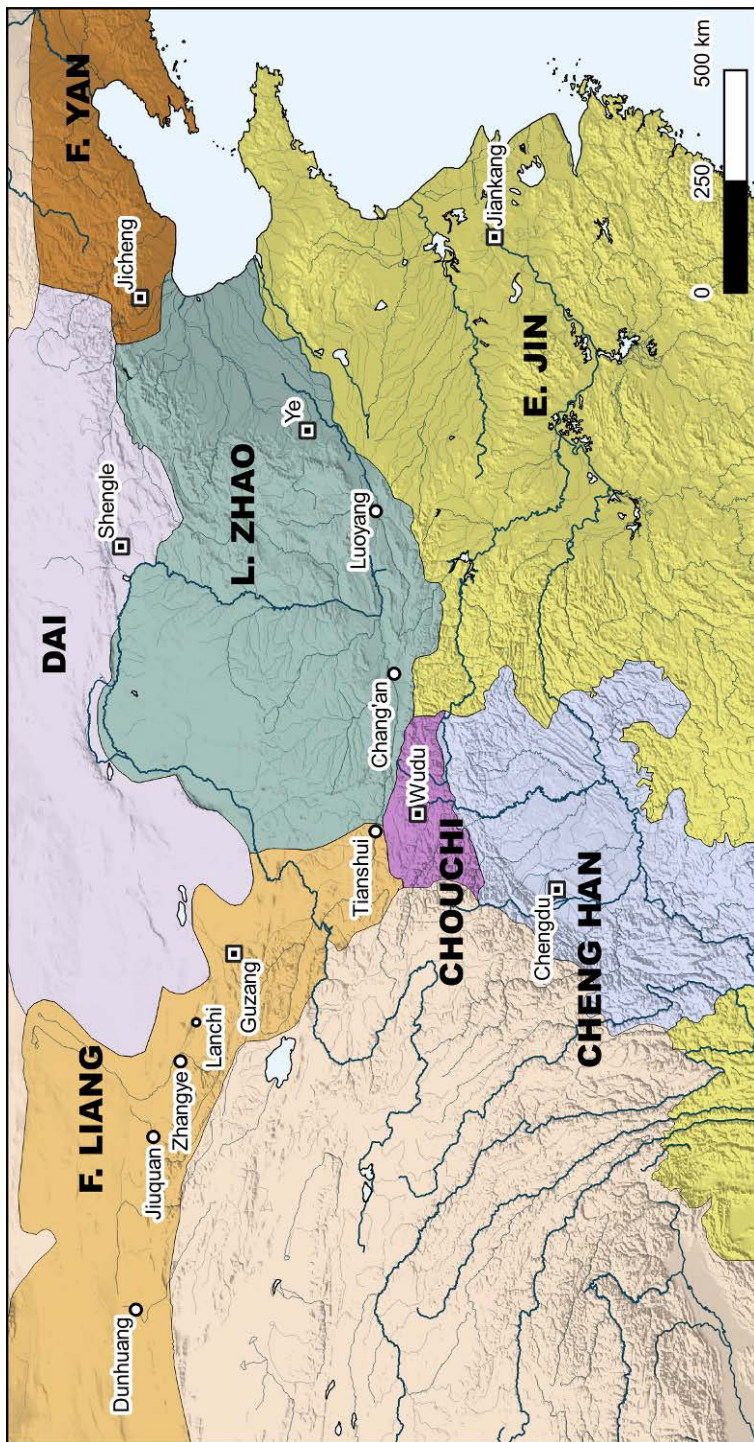 F. YAN
Jicheng
DAI
Shengle
L. ZHAO
Ye
Luoyang
Chang'an
F. LIANG
Dunhuang
Jiuquan
Zhangye
Lanchi
Guzang
Tianshui
CHOUCHI
Wudu
CHENG HAN
Chengdu
E. JIN
Jiankang
0 250 500 km